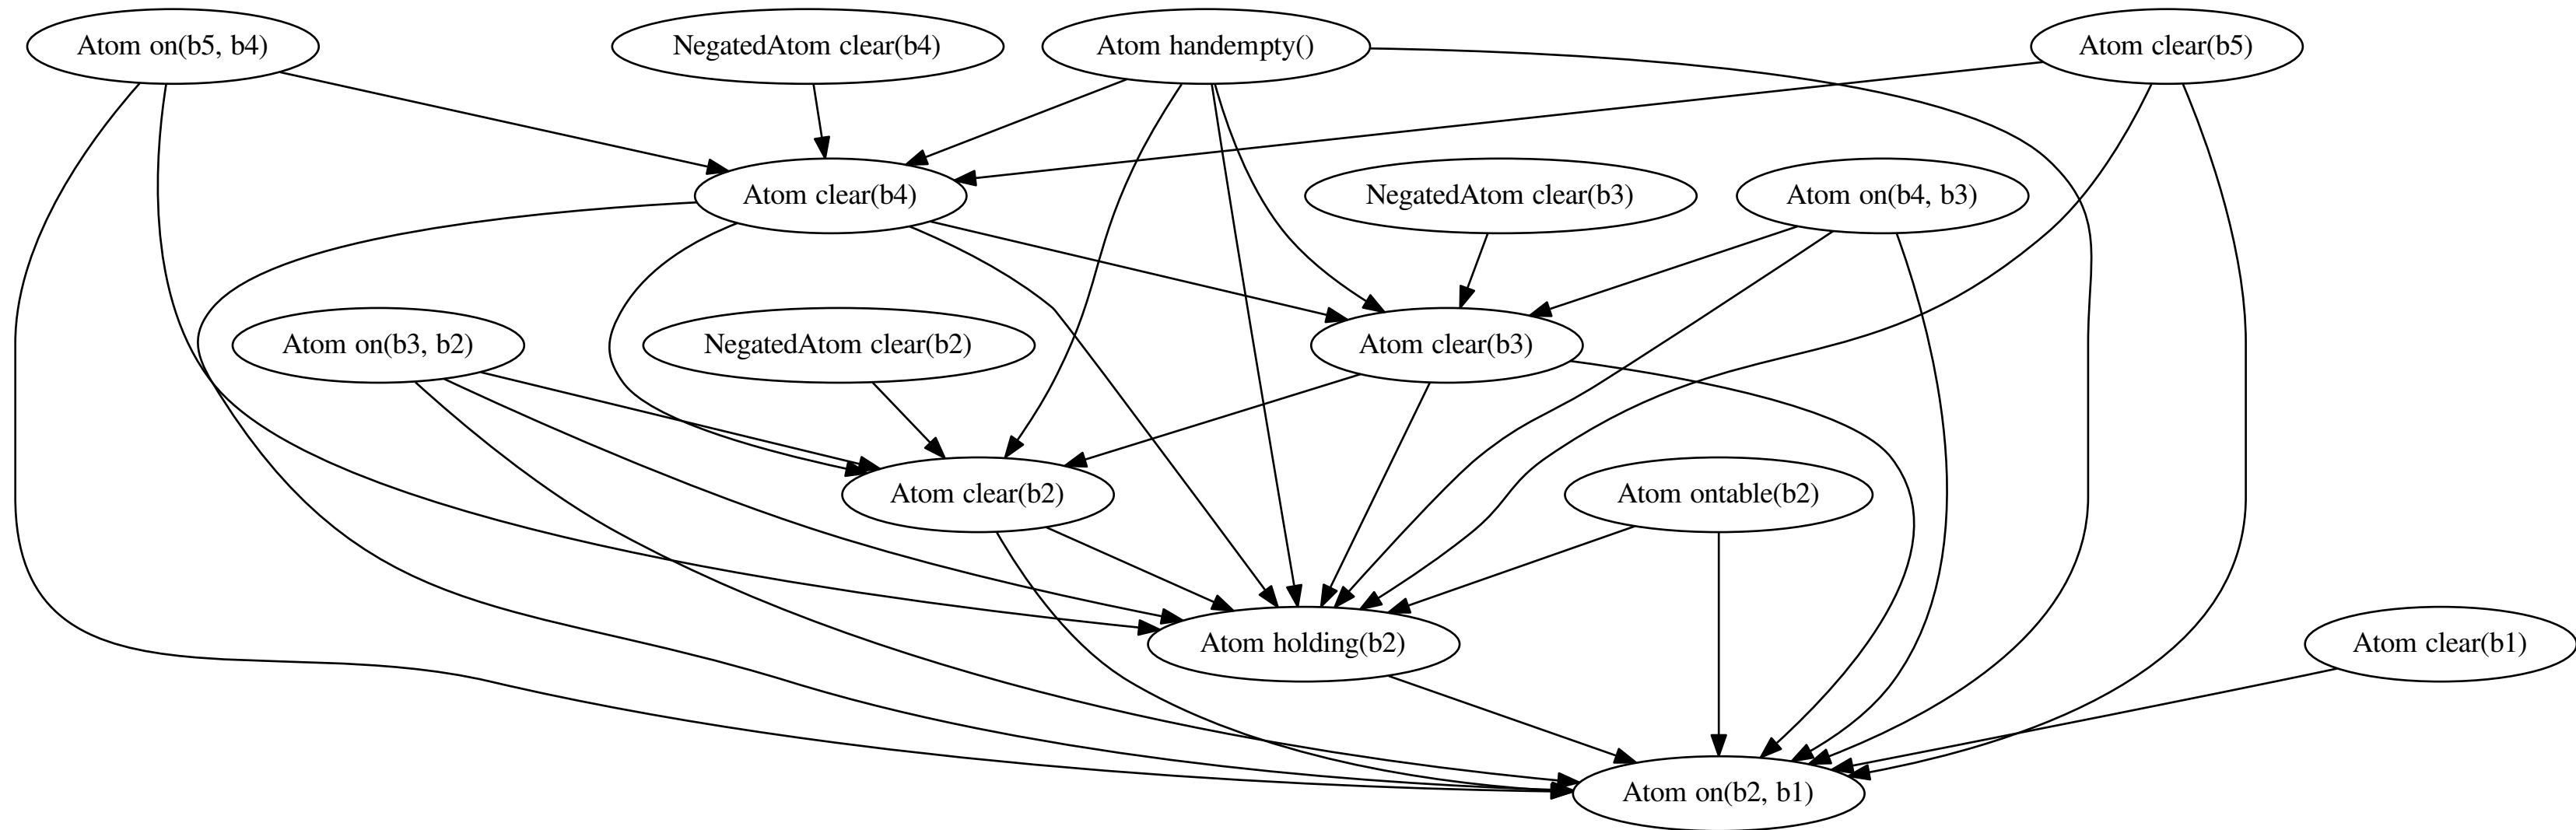 Atom on(b5, b4)
NegatedAtom clear(b4)
Atom handempty()
Atom clear(b5)
Atom clear(b4)
NegatedAtom clear(b3)
Atom on(b4, b3)
Atom on(b3, b2)
NegatedAtom clear(b2)
Atom clear(b3)
Atom clear(b2)
Atom ontable(b2)
Atom holding(b2)
Atom clear(b1)
Atom on(b2, b1)